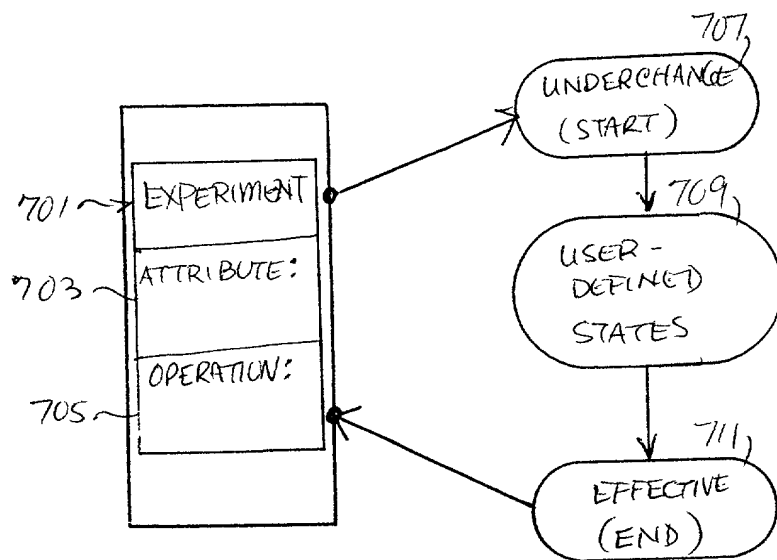 707
UNDERCHANGE
(START)
701
EXPERIMENT
709
703
ATTRIBUTE:
USER-
DEFINED
STATES
705
OPERATION:
711
EFFECTIVE
(END)